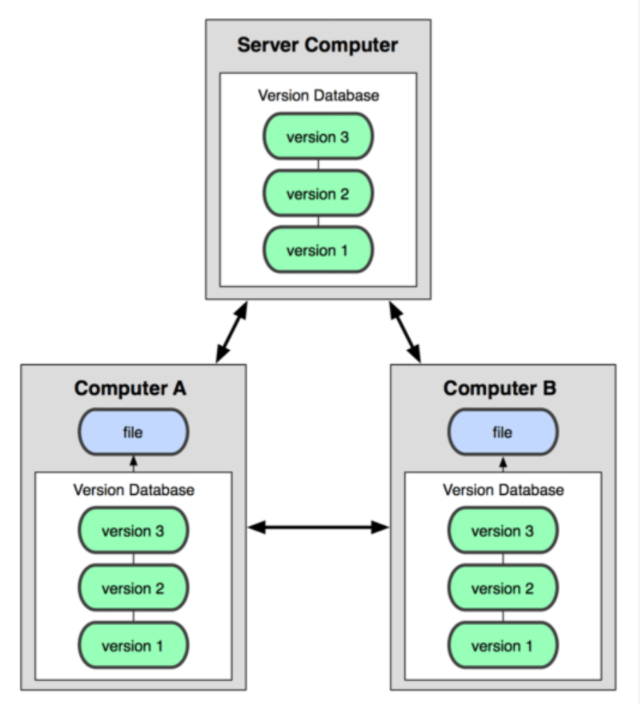 Server Computer
Version Database
version 3
version 2
version 1
Computer A
file
Version Database
version 3
version 2
version 1
Computer B
file
Version Database
version 3
version 2
version 1